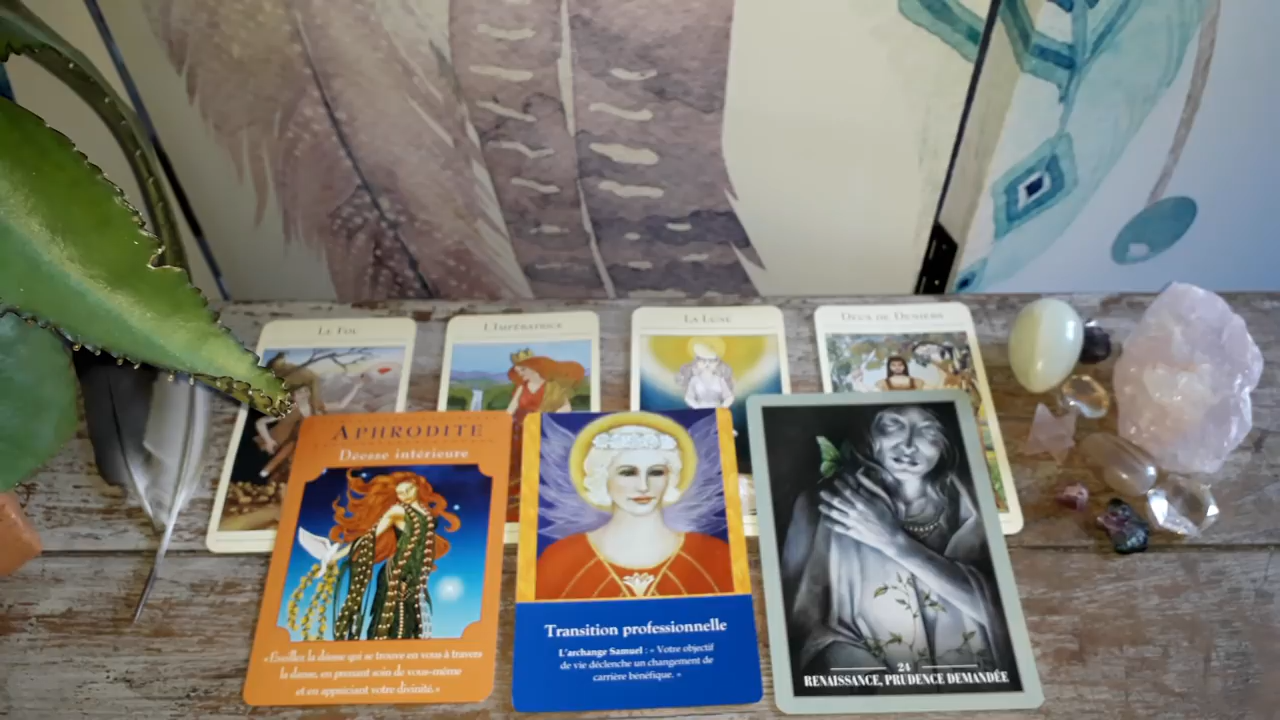 LE FOU
L'IMPÉRATRICE
LA LUNE
DEUX DE DENIERS
APHRODITE
Déesse intérieure
« Éveillez la déesse qui se trouve en vous à travers
la danse, en prenant soin de vous-même
et en appréciant votre divinité. »
Transition professionnelle
L'archange Samuel : « Votre objectif
de vie déclenche un changement de
carrière bénéfique. »
24
RENAISSANCE, PRUDENCE DEMANDÉE